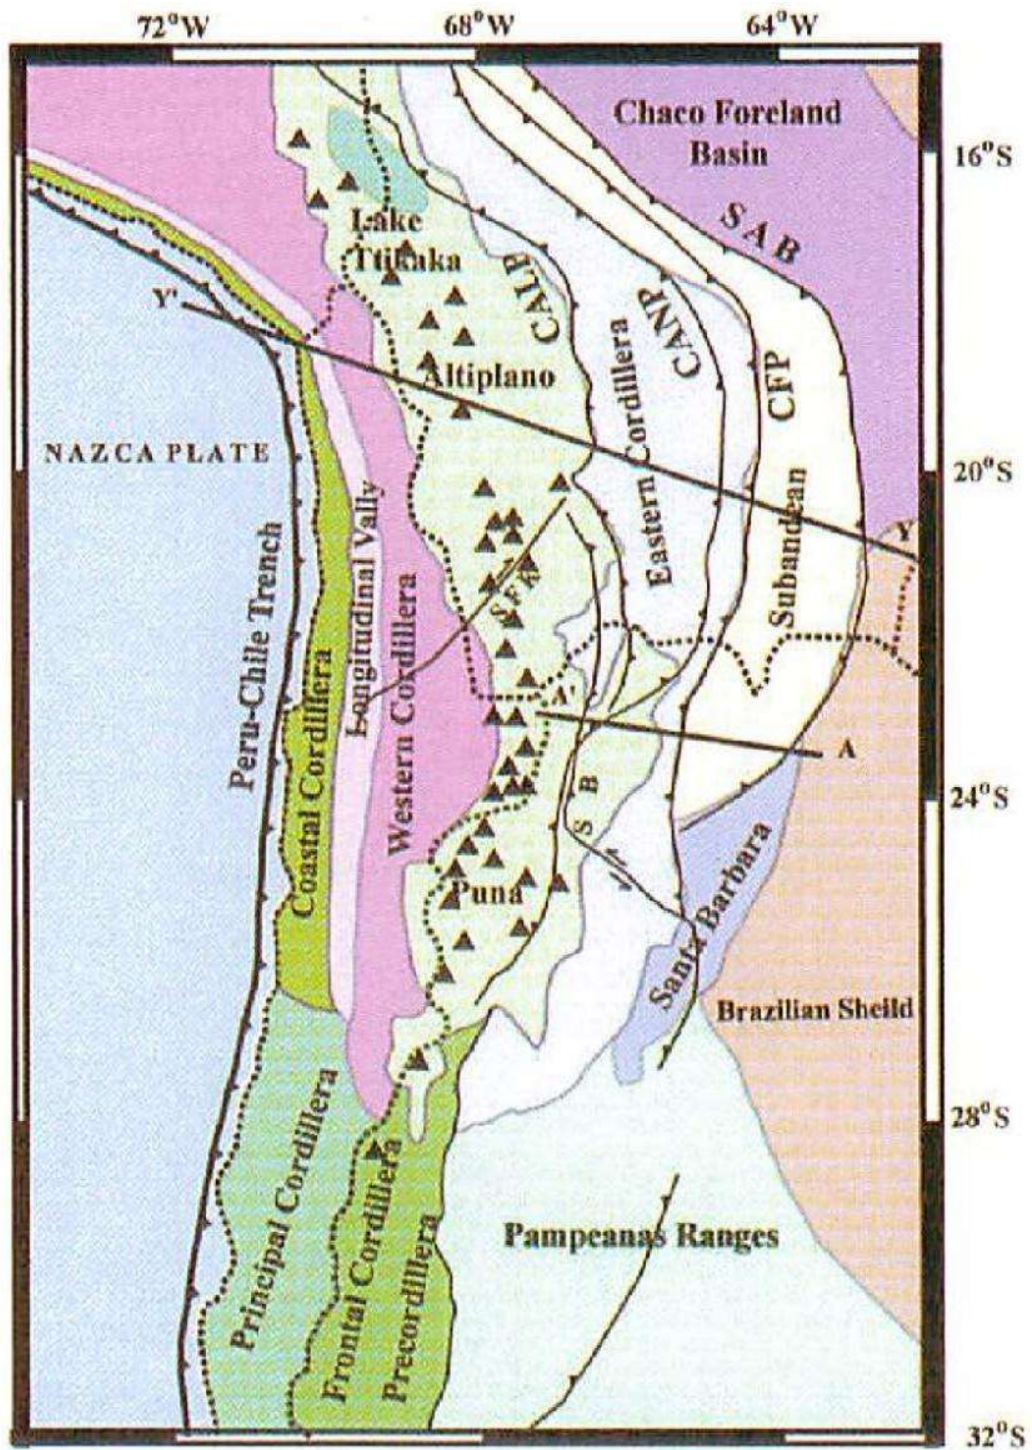 72°W 68°W 64°W
Chaco Foreland
Basin
16°S
SAB
Lake
Ttikaka
CALP
Y'
CANP
Altiplano
Eastern Cordillera
CFP
NAZCA PLATE
20°S
Subandean
Y
Peru-Chile Trench
Longitudinal Vally
Western Cordillera
A'
A
Coastal Cordillera
24°S
S B
Puna
Santa Barbara
Brazilian Sheild
28°S
Principal Cordillera
Frontal Cordillera
Precordillera
Pampeanas Ranges
32°S